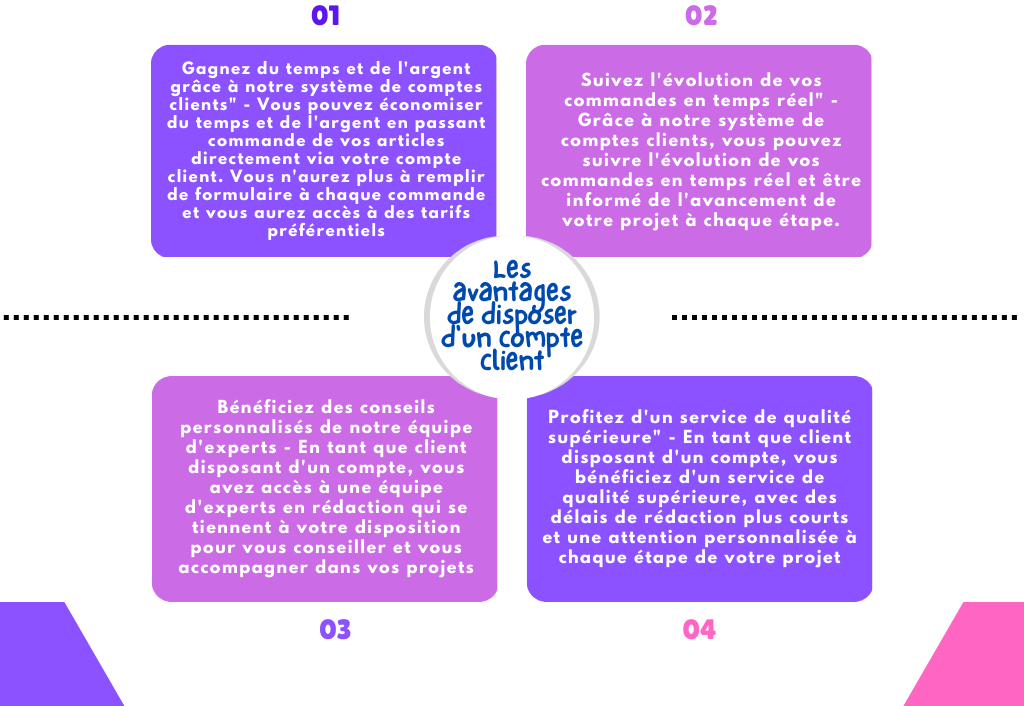 01
Gagnez du temps et de l'argent
grâce à notre système de comptes
clients" - Vous pouvez économiser
du temps et de l'argent en passant
commande de vos articles
directement via votre compte
client. Vous n'aurez plus à remplir
de formulaire à chaque commande
et vous aurez accès à des tarifs
préférentiels
02
Suivez l'évolution de vos
commandes en temps réel" -
Grâce à notre système de
comptes clients, vous pouvez
suivre l'évolution de vos
commandes en temps réel et être
informé de l'avancement de
votre projet à chaque étape.
Les
avantages
de disposer
d'un compte
client
Bénéficiez des conseils
personnalisés de notre équipe
d'experts - En tant que client
disposant d'un compte, vous
avez accès à une équipe
d'experts en rédaction qui se
tiennent à votre disposition
pour vous conseiller et vous
accompagner dans vos projets
03
Profitez d'un service de qualité
supérieure" - En tant que client
disposant d'un compte, vous
bénéficiez d'un service de
qualité supérieure, avec des
délais de rédaction plus courts
et une attention personnalisée à
chaque étape de votre projet
04